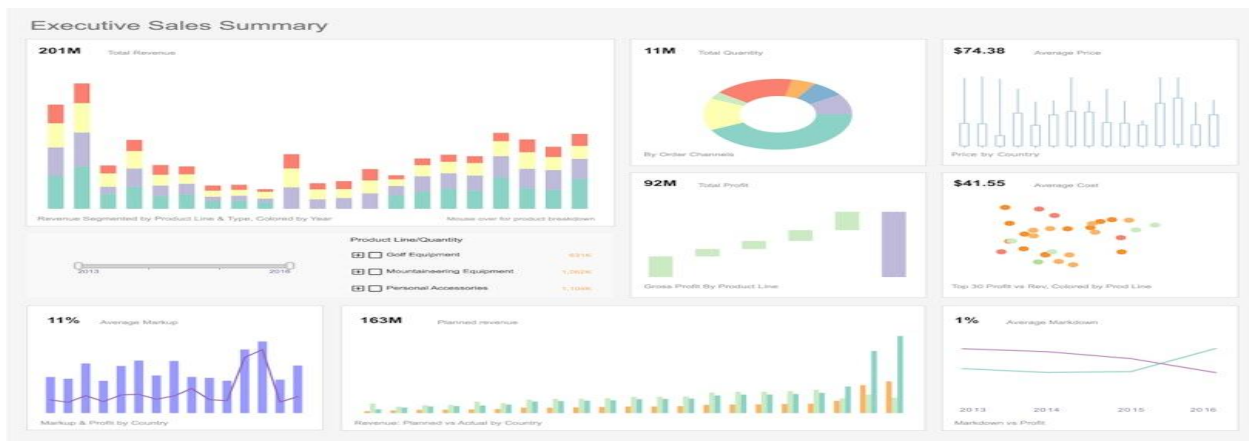 Executive Sales Summary
201M Total Revenue
Revenue Segmented by Product Line & Type, Colored by Year
Mouse over for product breakdown
11M Total Quantity
By Order Channels
$74.38 Average Price
Price by Country
92M Total Profit
Gross Profit By Product Line
$41.55 Average Cost
Top 30 Profit vs Rev, Colored by Prod Line
2013 2016
Product Line/Quantity
Golf Equipment
Mountaineering Equipment
Personal Accessories
11% Average Markup
Markup & Profit by Country
163M Planned revenue
Revenue: Planned vs Actual by Country
1% Average Markdown
2013 2014 2015 2016
Markdown vs Profit